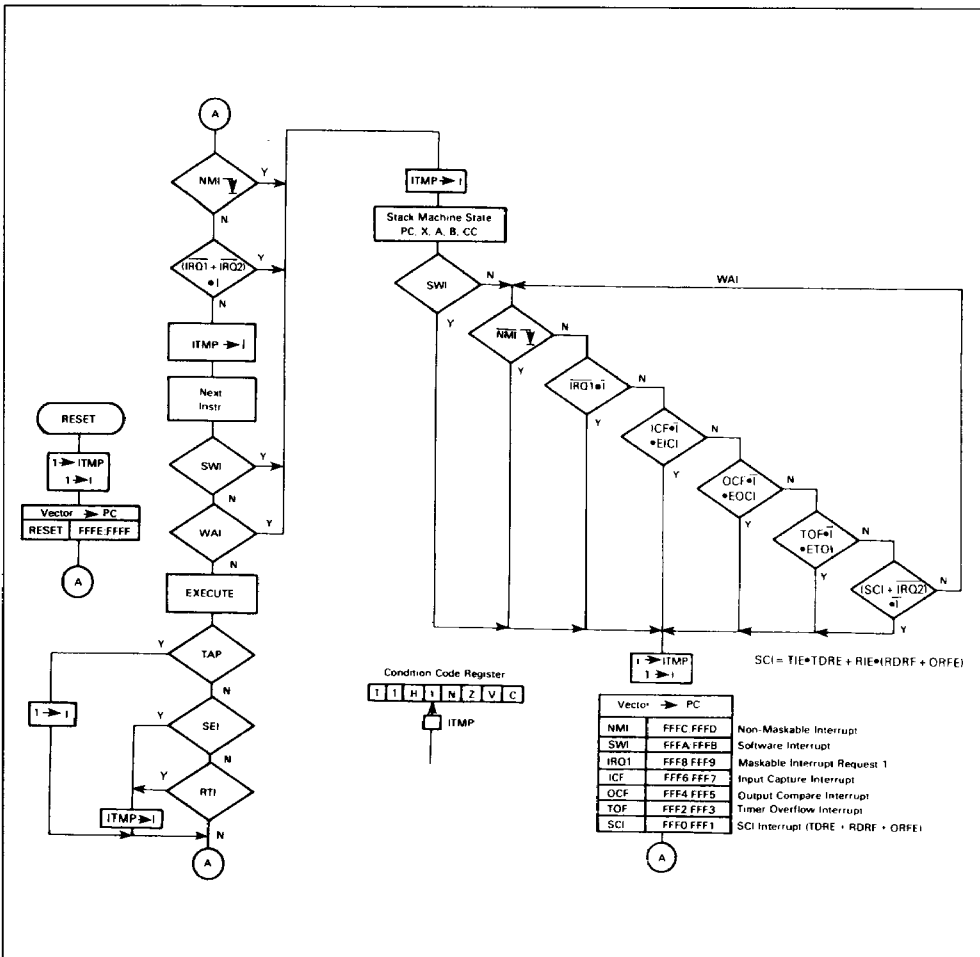 A
NMI
Y
N
(IRQ1 + IRQ2)
•I
Y
N
ITMP → I
Next
Instr
SWI
Y
N
WAI
Y
N
EXECUTE
Y
TAP
N
1 → I
Y
SEI
N
Y
RTI
ITMP → I
N
A
RESET
1 → ITMP
1 → I
Vector → PC
RESET FFFE:FFFF
A
ITMP → I
Stack Machine State
PC, X, A, B, CC
SWI
N
WAI
Y
NMI
N
Y
IRQ1•I
N
Y
ICF•I
•EICI
N
Y
OCF•I
•EOCI
N
Y
TOF•I
•ETOI
N
Y
(SCI + IRQ2)
•I
N
Y
SCI = TIE•TDRE + RIE•(RDRF + ORFE)
1 → ITMP
1 → I
Condition Code Register
1 1 H I N Z V C
ITMP
Vector → PC
NMI FFFC:FFFD Non-Maskable Interrupt
SWI FFFA:FFFB Software Interrupt
IRQ1 FFF8:FFF9 Maskable Interrupt Request 1
ICF FFF6:FFF7 Input Capture Interrupt
OCF FFF4:FFF5 Output Compare Interrupt
TOF FFF2:FFF3 Timer Overflow Interrupt
SCI FFF0:FFF1 SCI Interrupt (TDRE + RDRF + ORFE)
A